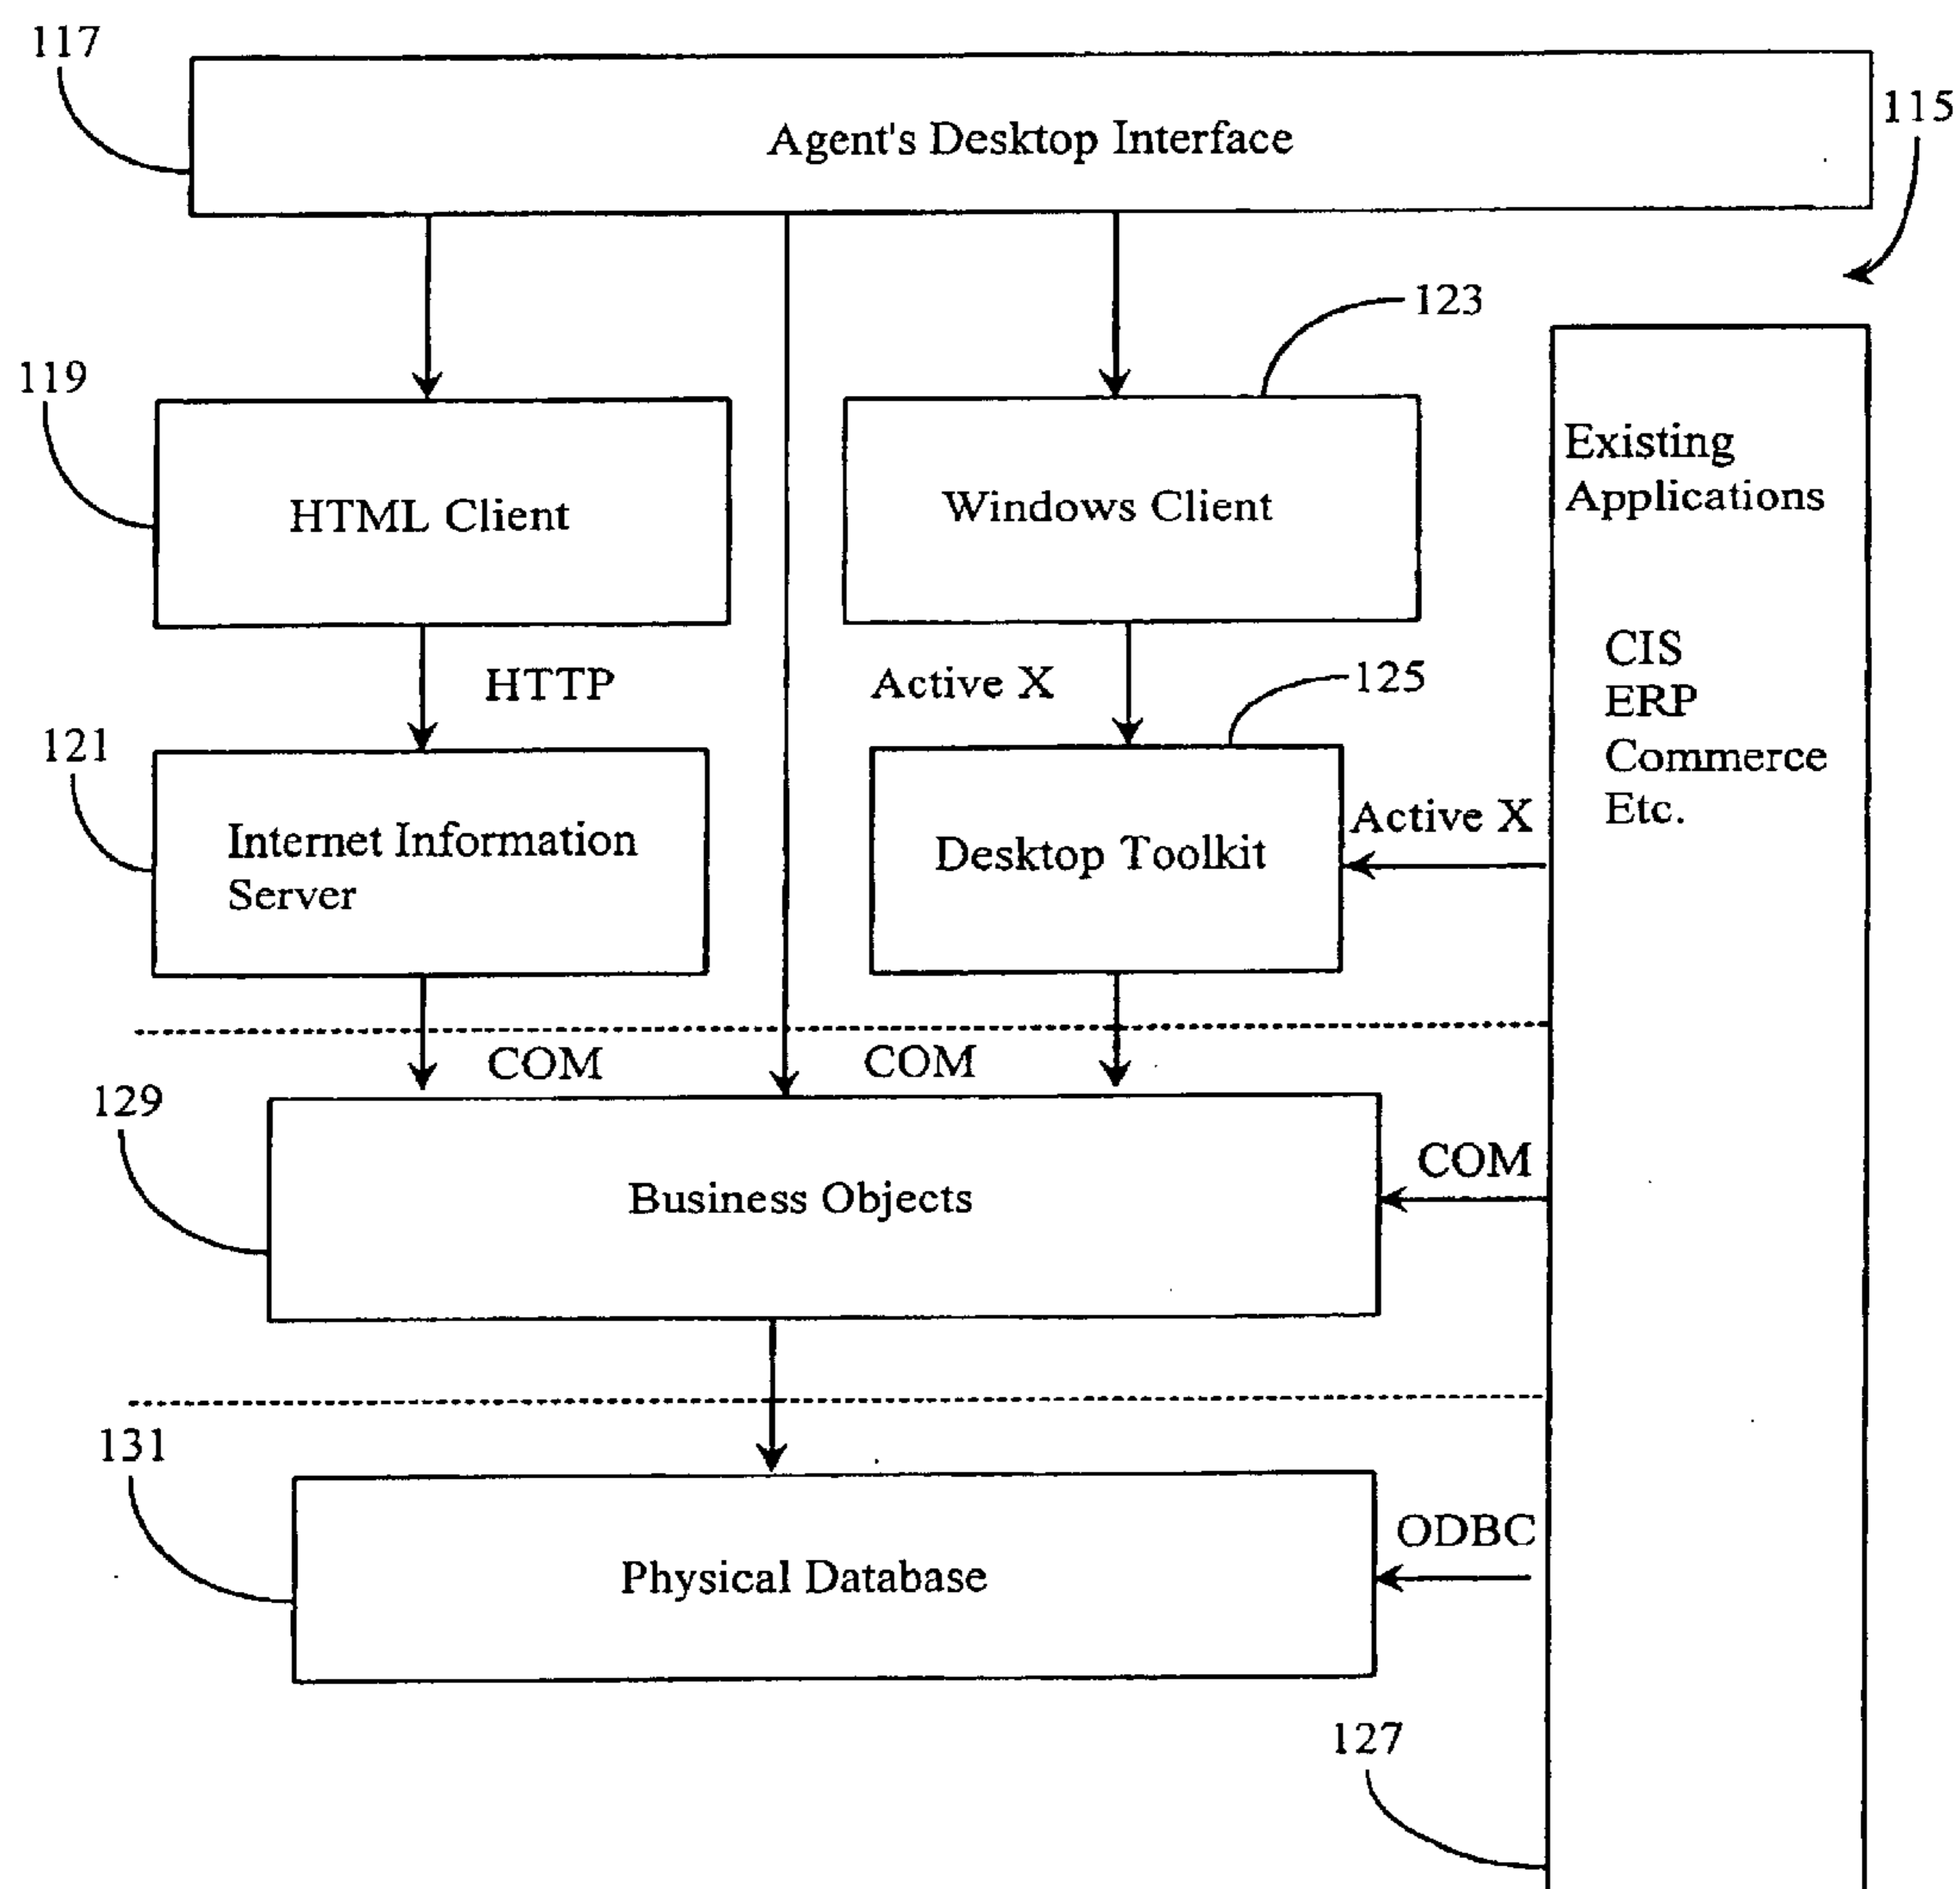 117
Agent's Desktop Interface
115
123
119
HTML Client
Windows Client
Existing
Applications
CIS
ERP
Commerce
Etc.
HTTP
Active X
125
121
Internet Information
Server
Desktop Toolkit
Active X
COM
COM
129
Business Objects
COM
131
Physical Database
ODBC
127